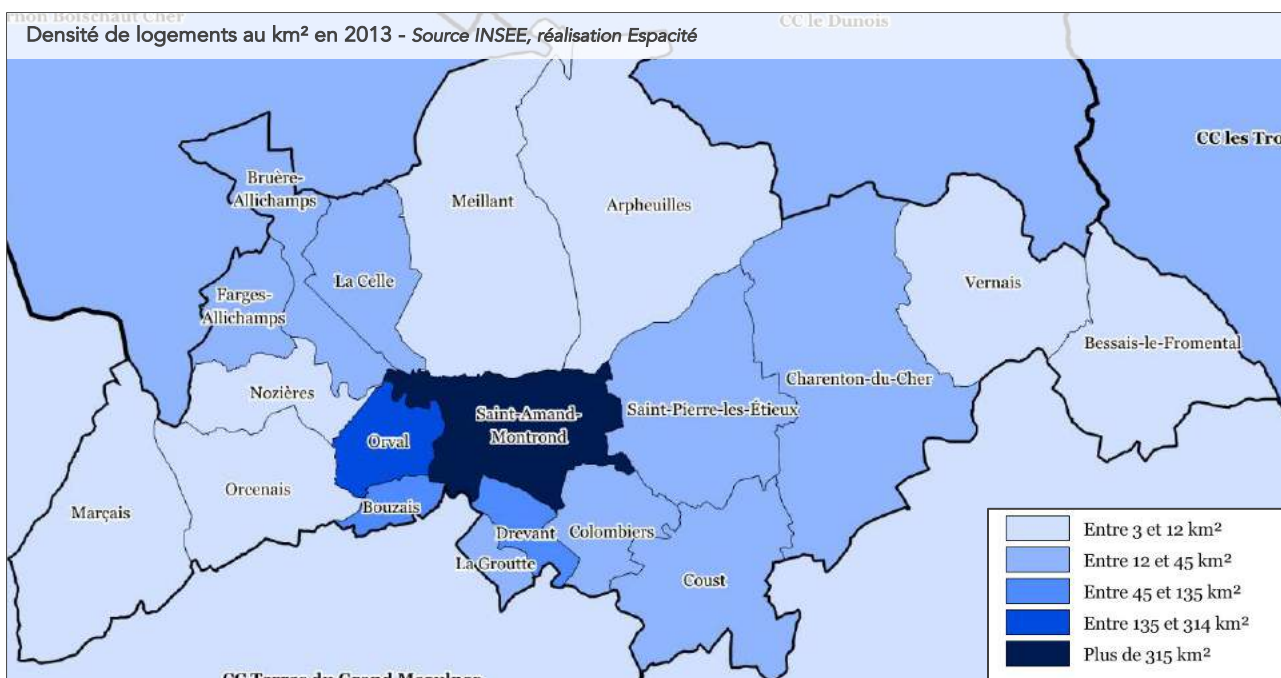 CC le Dunois
Densité de logements au km² en 2013 - Source INSEE, réalisation Espacité
CC les Tro
Bruère-
Allichamps
Meillant
Arpheuilles
La Celle
Vernais
Farges-
Allichamps
Bessais-le-Fromental
Charenton-du-Cher
Nozières
Saint-Amand-
Montrond
Saint-Pierre-les-Étieux
Orval
Orcenais
Marçais
Bouzais
Drevant
Colombiers
La Groutte
Coust
Entre 3 et 12 km²
Entre 12 et 45 km²
Entre 45 et 135 km²
Entre 135 et 314 km²
Plus de 315 km²